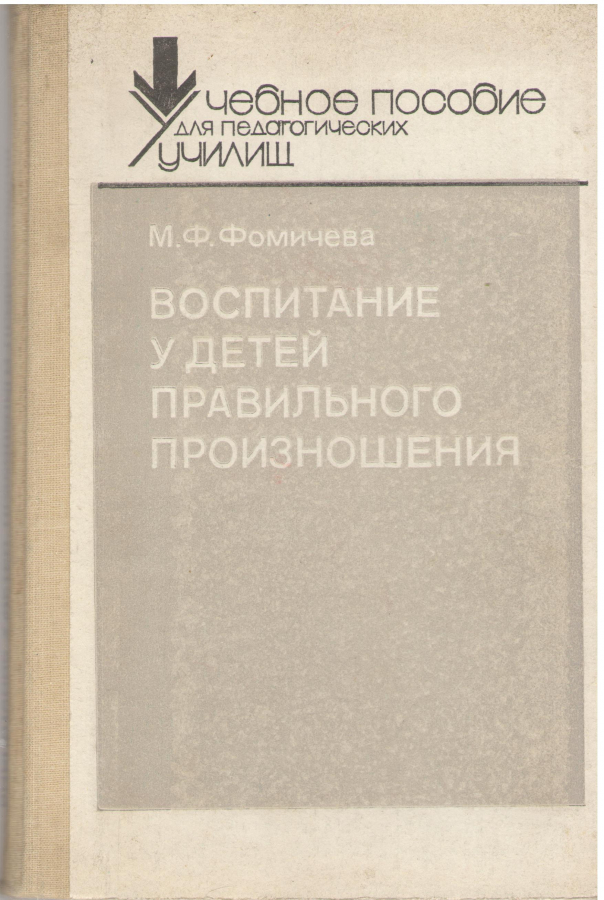 Учебное пособие
для педагогических
училищ
М.Ф. Фомичева
Воспитание
у детей
правильного
произношения